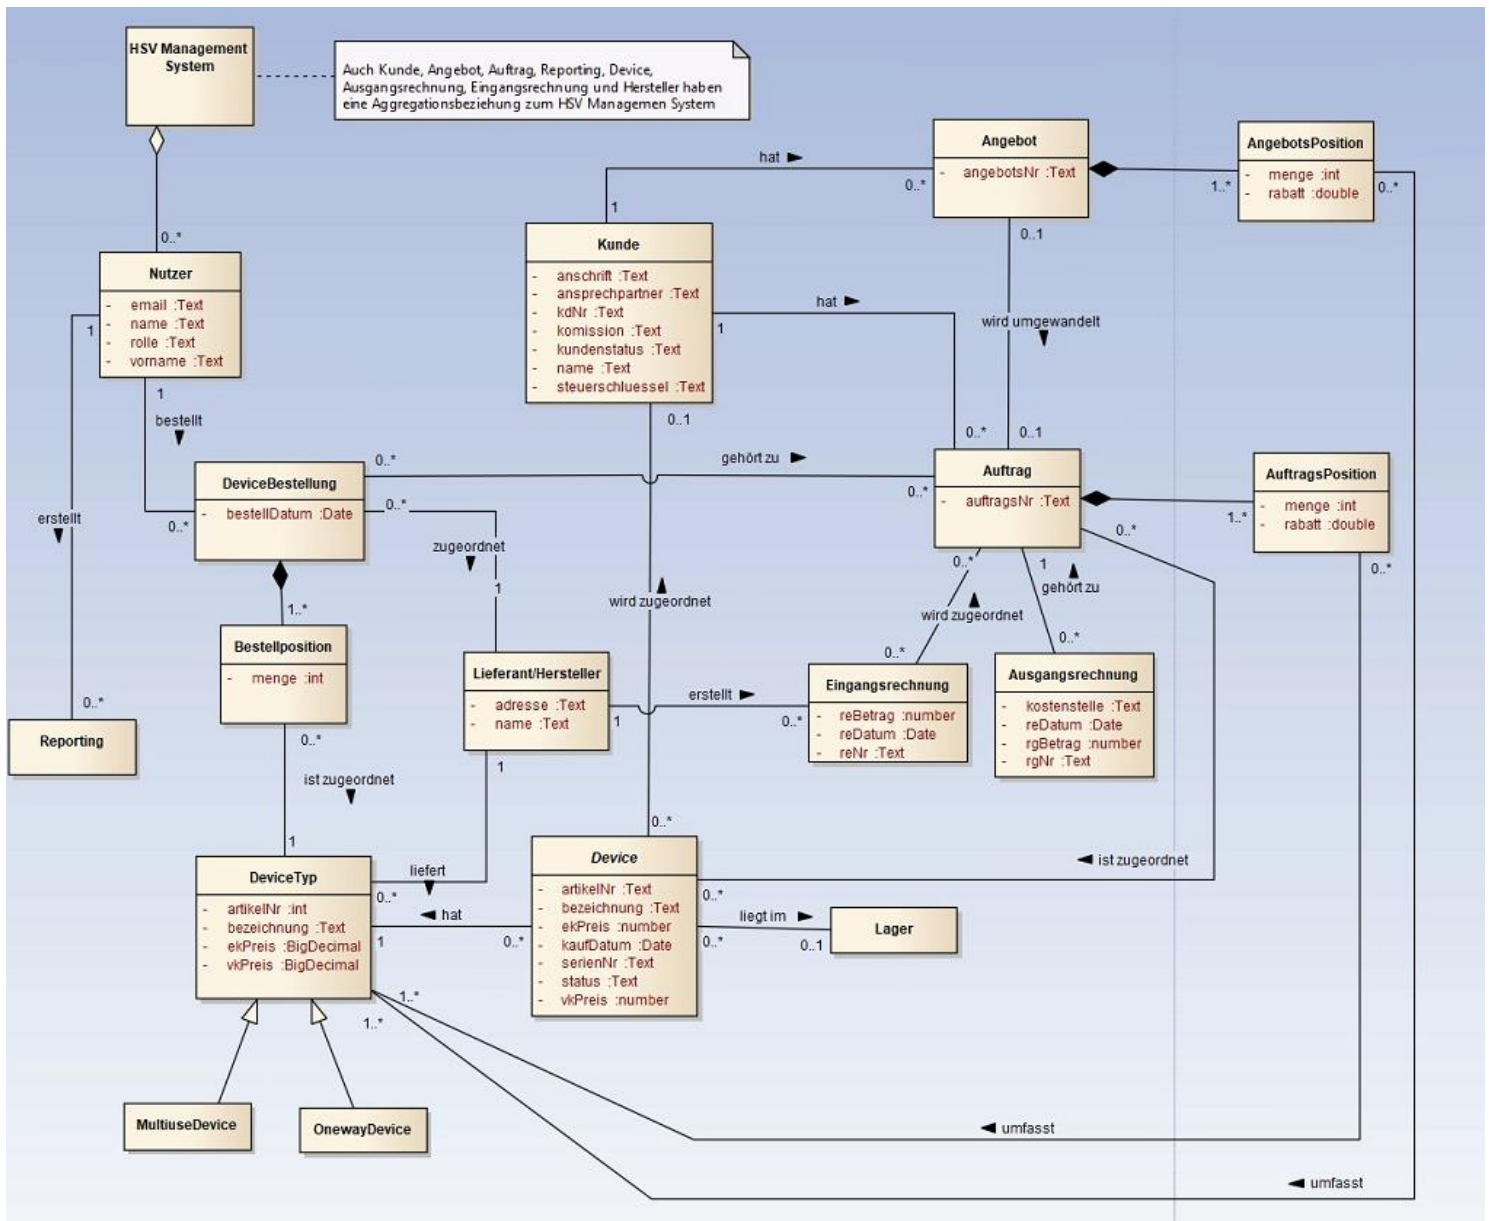 HSV Management
System
Auch Kunde, Angebot, Auftrag, Reporting, Device,
Ausgangsrechnung, Eingangsrechnung und Hersteller haben
eine Aggregationsbeziehung zum HSV Managemen System
0..*
Nutzer
- email :Text
- name :Text
- rolle :Text
- vorname :Text
1
1
bestellt
erstellt
0..*
0..*
Reporting
hat
1
0..*
Angebot
- angebotsNr :Text
1..*
AngebotsPosition
- menge :int
- rabatt :double
0..*
Kunde
- anschrift :Text
- ansprechpartner :Text
- kdNr :Text
- komission :Text
- kundenstatus :Text
- name :Text
- steuerschluessel :Text
hat
1
0..*
0..1
0..1
wird umgewandelt
0..1
DeviceBestellung
- bestellDatum :Date
0..*
gehört zu
0..*
Auftrag
- auftragsNr :Text
1..*
AuftragsPosition
- menge :int
- rabatt :double
0..*
0..*
zugeordnet
1
1..*
Bestellposition
- menge :int
0..*
ist zugeordnet
1
Lieferant/Hersteller
- adresse :Text
- name :Text
1
erstellt
0..*
1
liefert
0..*
wird zugeordnet
0..*
0..*
wird zugeordnet
0..*
1
gehört zu
0..*
0..*
Eingangsrechnung
- reBetrag :number
- reDatum :Date
- reNr :Text
Ausgangsrechnung
- kostenstelle :Text
- reDatum :Date
- rgBetrag :number
- rgNr :Text
DeviceTyp
- artikelNr :int
- bezeichnung :Text
- ekPreis :BigDecimal
- vkPreis :BigDecimal
hat
1
0..*
Device
- artikelNr :Text
- bezeichnung :Text
- ekPreis :number
- kaufDatum :Date
- serienNr :Text
- status :Text
- vkPreis :number
ist zugeordnet
0..*
liegt im
0..*
0..1
Lager
1..*
1..*
MultiuseDevice
OnewayDevice
umfasst
umfasst